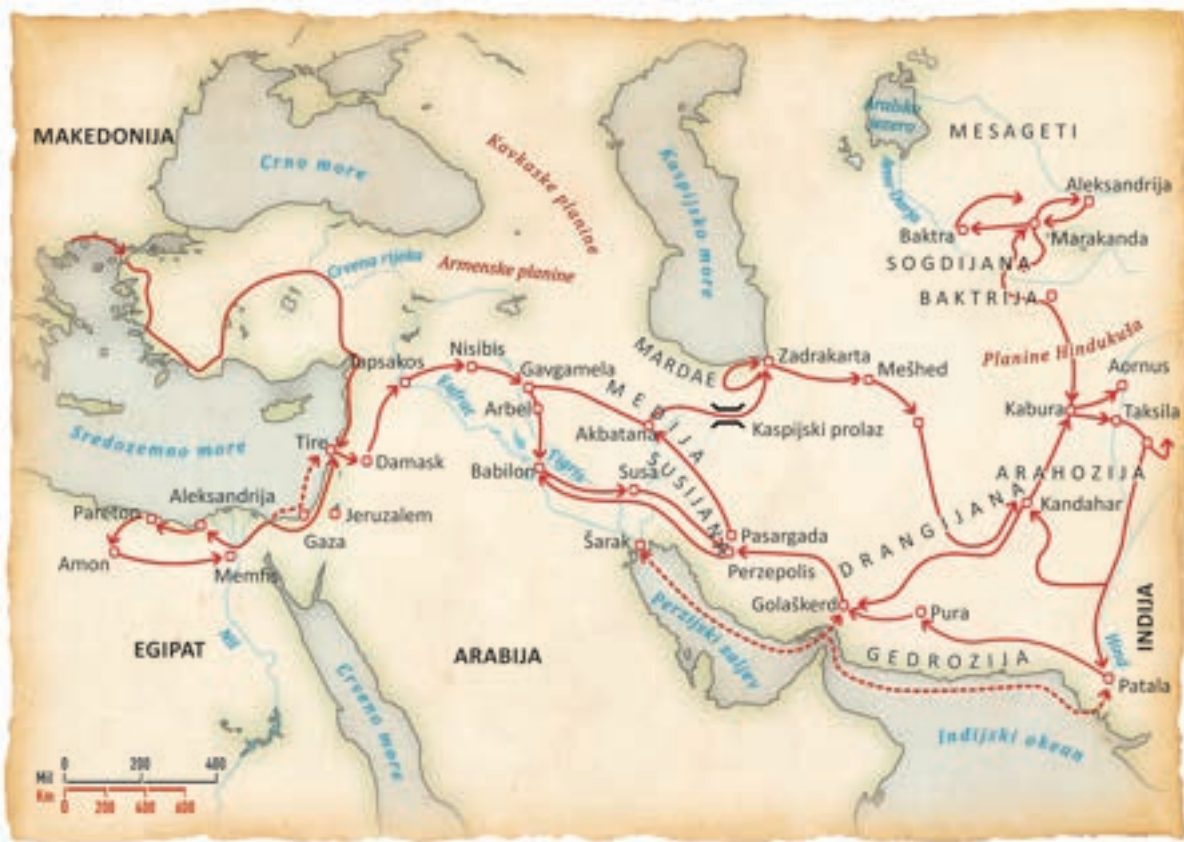 MAKEDONIJA
Crno more
Kavkaske planine
Kaspijsko more
Aralsko
jezero
MESAGETI
Amu Darja
Aleksandrija
Baktra
Marakanda
SOGDIJANA
BAKTRIJA
Crvena rijeka
Armenske planine
Planine Hindukuša
Tapsakos
Nisibis
Gavgamela
MARDAE
Zadrakarta
Mešhed
Aornus
Eufrat
Arbel
MEDIJA
Kabura
Taksila
Akbatana
Kaspijski prolaz
Sredozemno more
Tire
Damask
Babilon
Tigris
Susa
SUSIJANA
ARAHOZIJA
Kandahar
Aleksandrija
Pareton
Jeruzalem
Gaza
Amon
Memfis
Šarak
Pasargada
Perzepolis
DRANGIJANA
Golaškerd
Pura
perzijski zaljev
GEDROZIJA
INDIJA
Hind
Patala
EGIPAT
Nil
ARABIJA
Crveno more
Indijski okean
0 200 400
Mil
Km
0 200 400 600